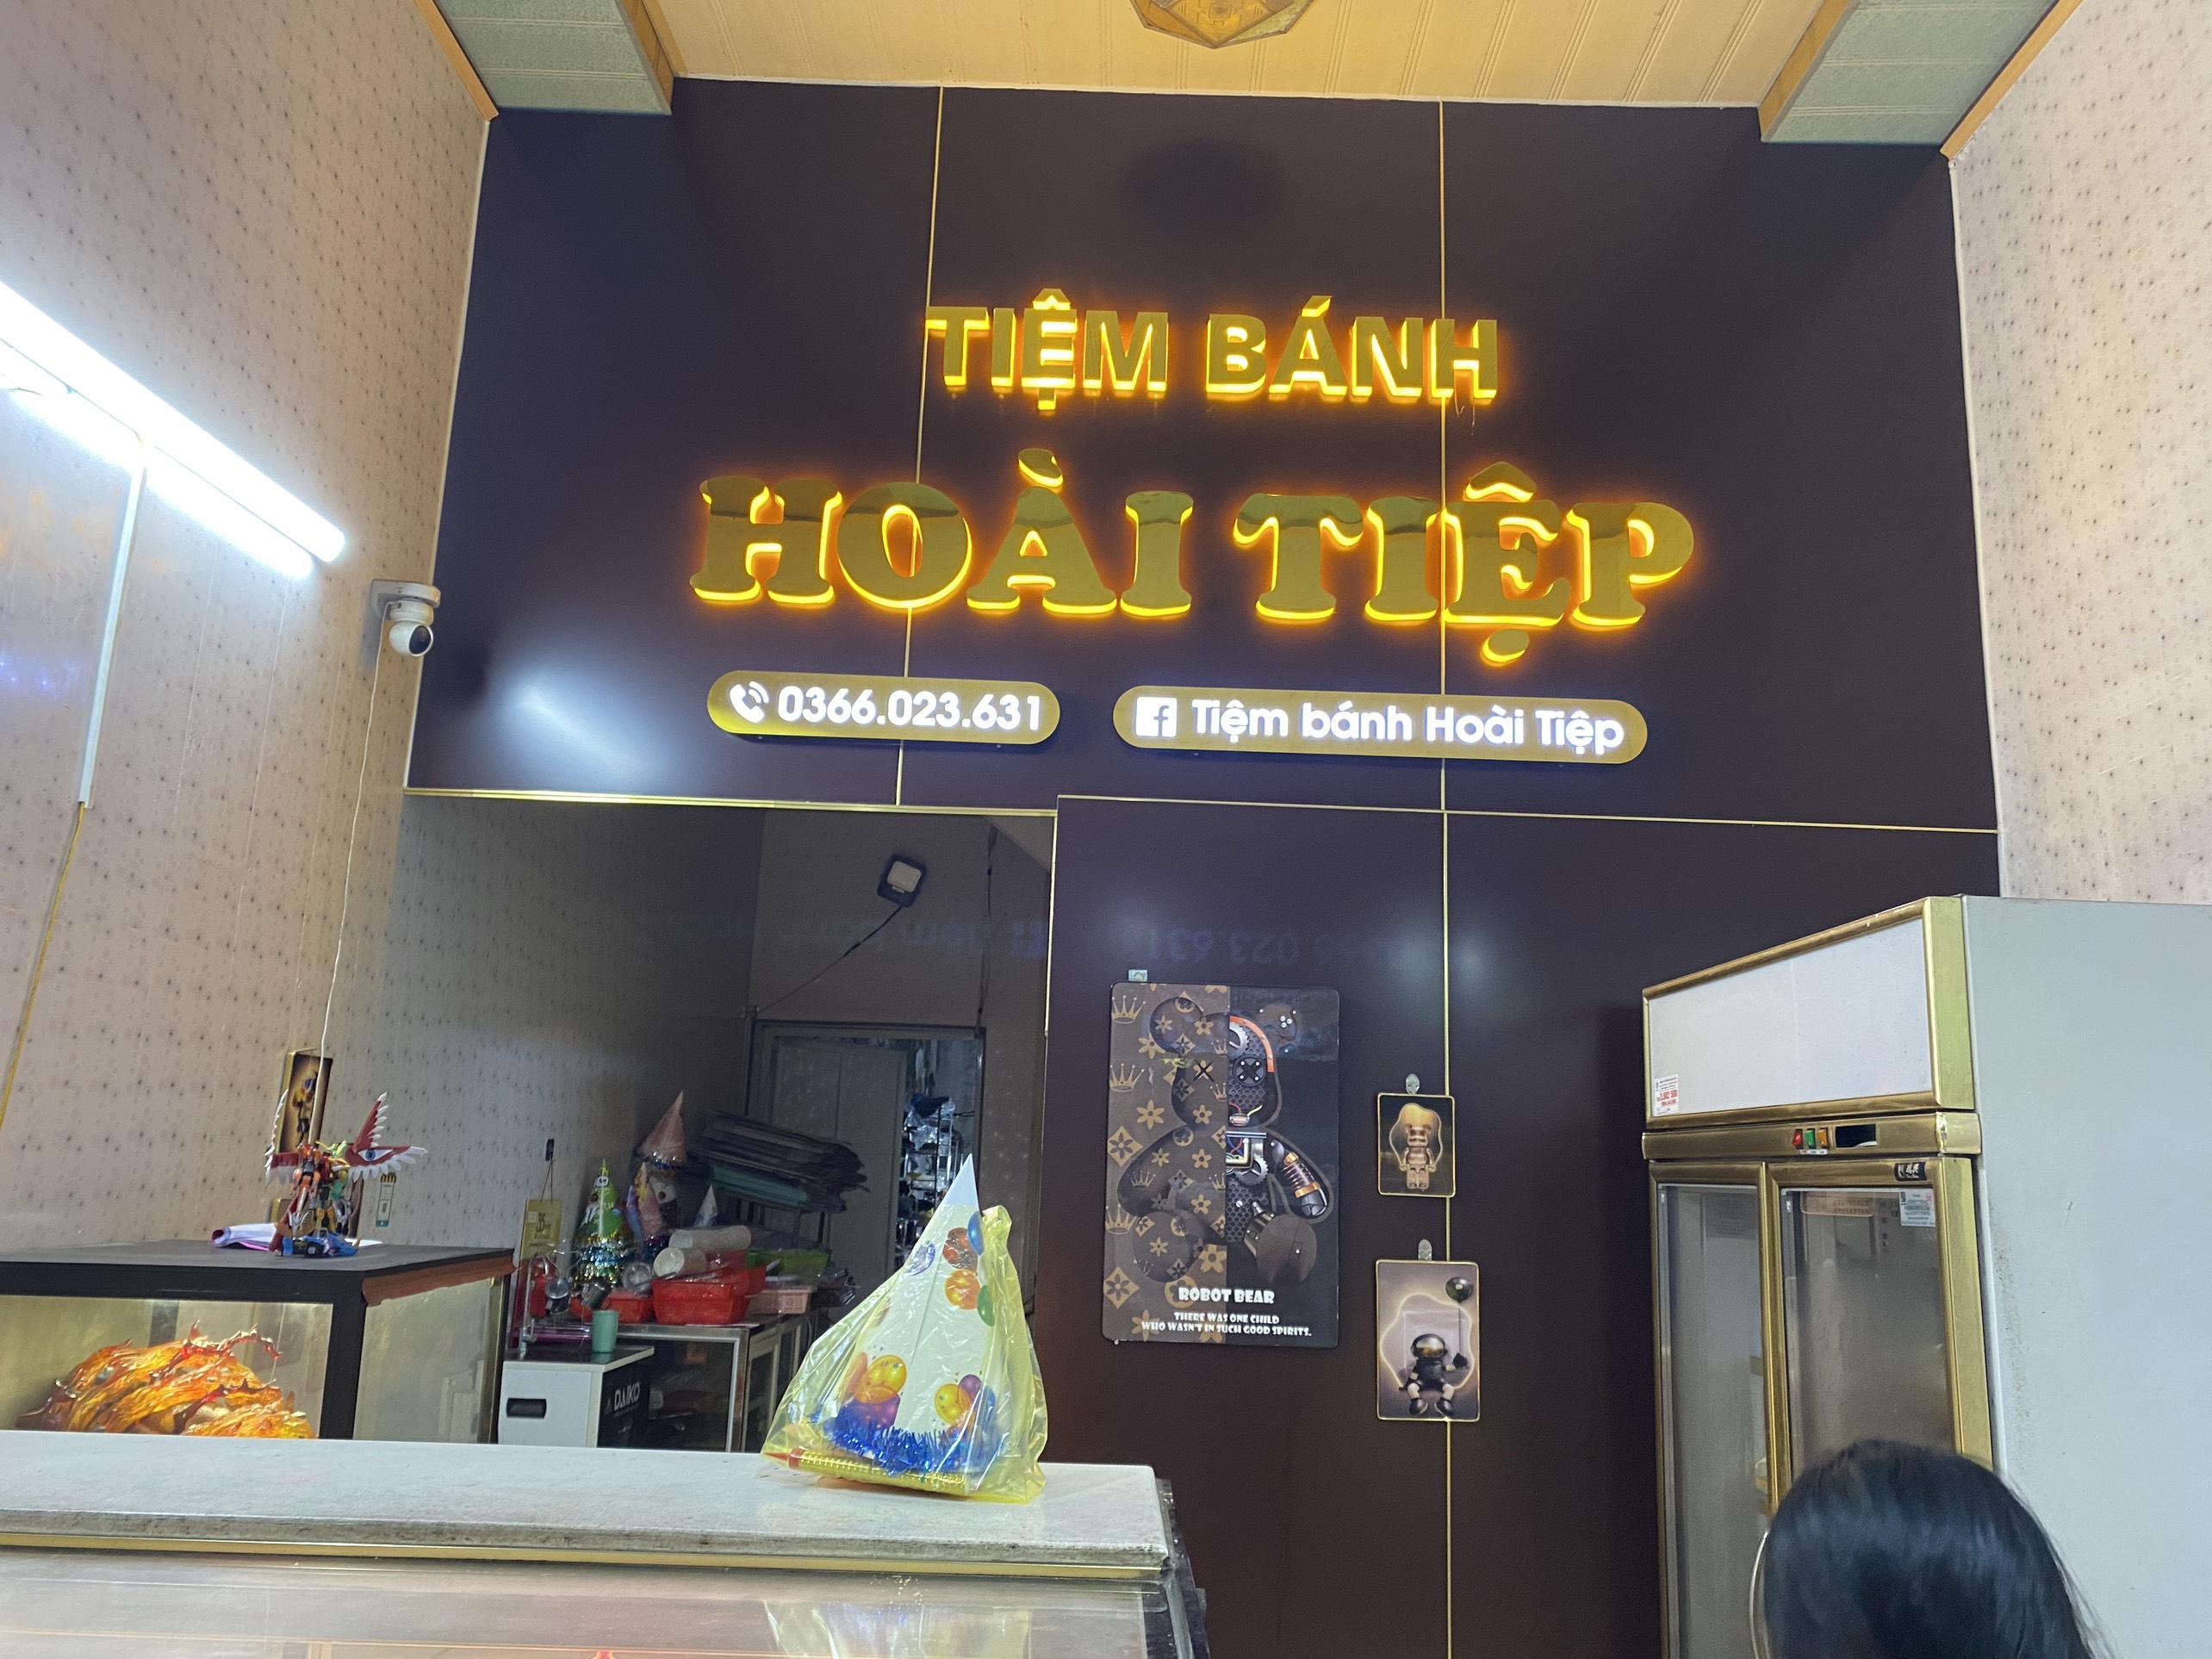 TIỆM BÁNH
HOÀI TIỆP
0366.023.631
Tiệm bánh Hoài Tiệp
ROBOT BEAR
THERE WAS ONE CHILD
WHO WASN'T IN SUCH GOOD SPIRITS.
DAIKO